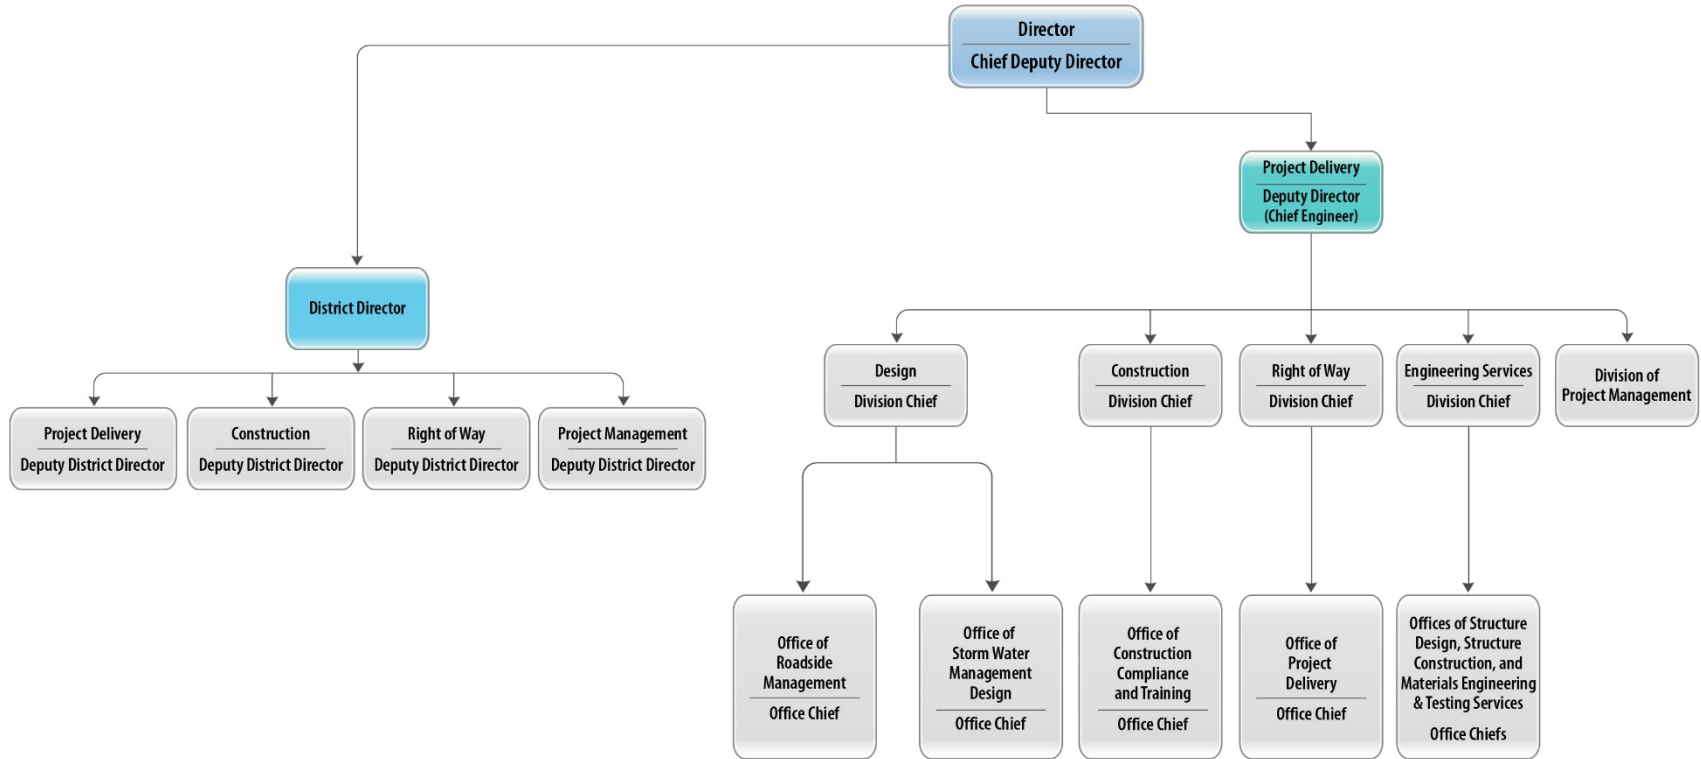 Director
Chief Deputy Director
Project Delivery
Deputy Director
(Chief Engineer)
District Director
Project Delivery
Deputy District Director
Construction
Deputy District Director
Right of Way
Deputy District Director
Project Management
Deputy District Director
Design
Division Chief
Construction
Division Chief
Right of Way
Division Chief
Engineering Services
Division Chief
Division of
Project Management
Office of
Roadside
Management
Office Chief
Office of
Storm Water
Management
Design
Office Chief
Office of
Construction
Compliance
and Training
Office Chief
Office of
Project
Delivery
Office Chief
Offices of Structure
Design, Structure
Construction, and
Materials Engineering
& Testing Services
Office Chiefs